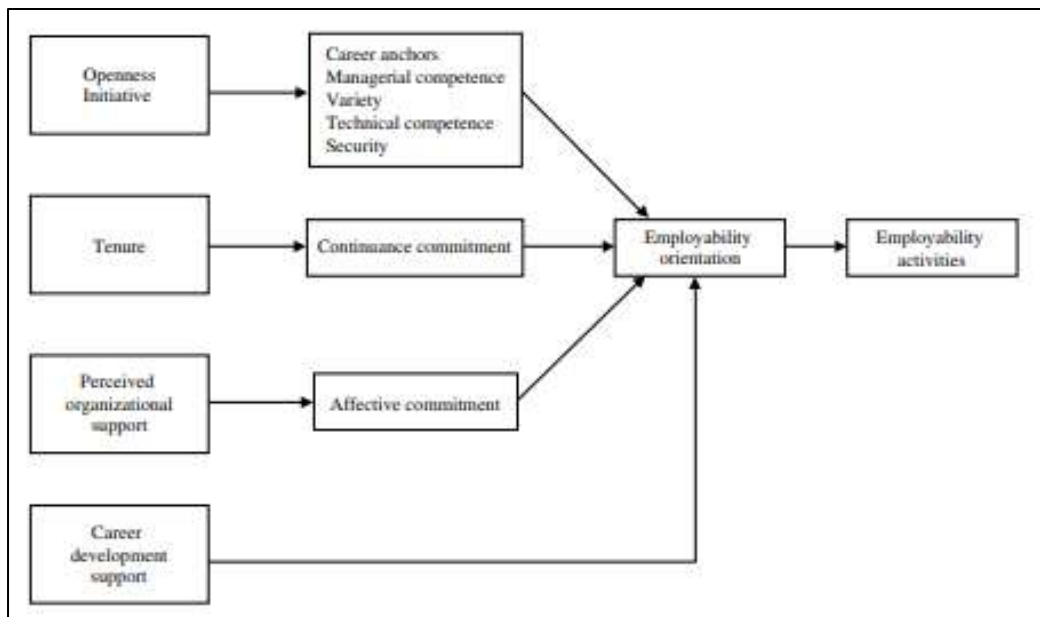 Openness
Initiative
Career anchors
Managerial competence
Variety
Technical competence
Security
Tenure
Continuance commitment
Employability
orientation
Employability
activities
Perceived
organizational
support
Affective commitment
Career
development
support